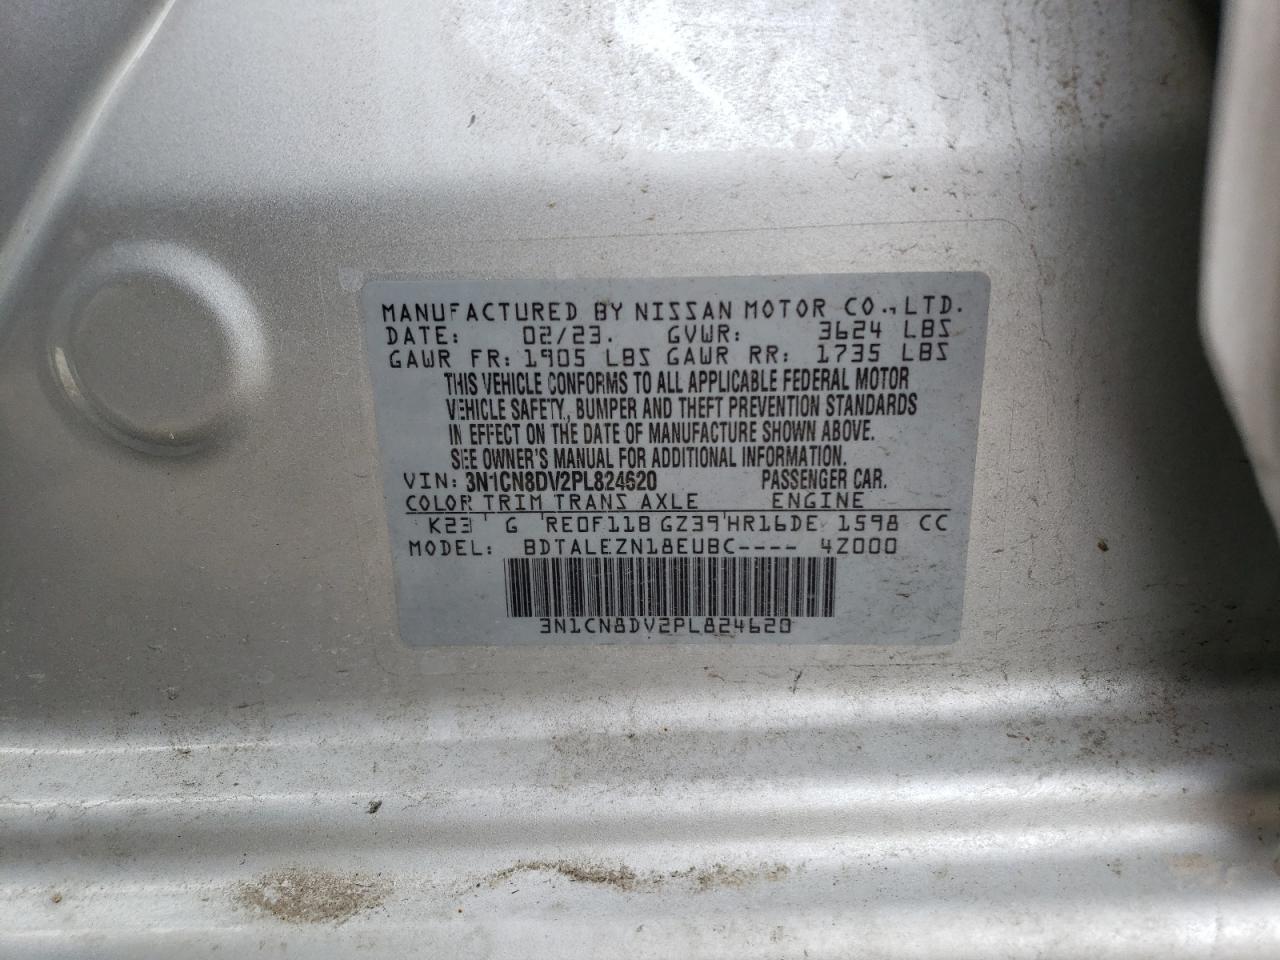 MANUFACTURED BY NISSAN MOTOR CO., LTD.
DATE: 02/23. GVWR: 3624 LBS
GAWR FR: 1905 LBS GAWR RR: 1735 LBS
THIS VEHICLE CONFORMS TO ALL APPLICABLE FEDERAL MOTOR
VEHICLE SAFETY, BUMPER AND THEFT PREVENTION STANDARDS
IN EFFECT ON THE DATE OF MANUFACTURE SHOWN ABOVE.
SEE OWNER'S MANUAL FOR ADDITIONAL INFORMATION.
VIN: 3N1CN8DV2PL824620 PASSENGER CAR.
COLOR TRIM TRANS AXLE ENGINE
K23 G RE0F11B GZ39 HR16DE 1598 CC
MODEL: BDTALEZN18EUBC---- 4Z000
3N1CN8DV2PL824620